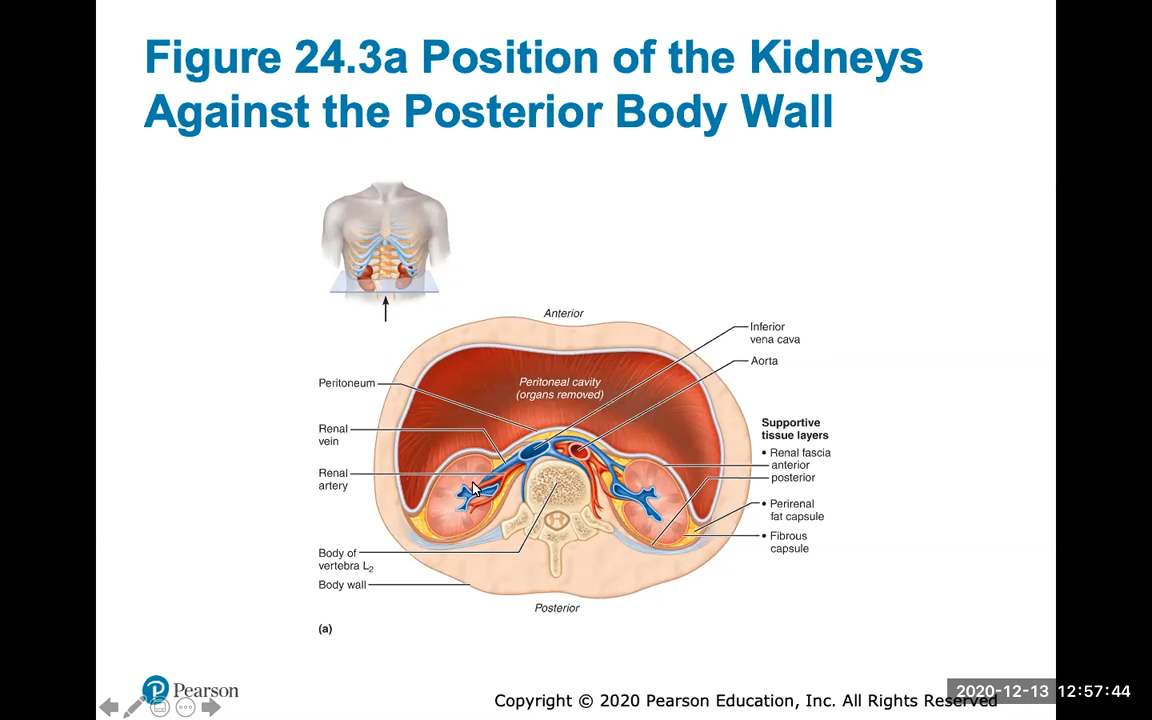 Figure 24.3a Position of the Kidneys
Against the Posterior Body Wall
Anterior
Inferior
vena cava
Aorta
Peritoneum
Peritoneal cavity
(organs removed)
Renal
vein
Renal
artery
Supportive
tissue layers
• Renal fascia
anterior
posterior
• Perirenal
fat capsule
• Fibrous
capsule
Body of
vertebra L₂
Body wall
Posterior
(a)
P Pearson
Copyright © 2020 Pearson Education, Inc. All Rights Reserved
2020-12-13 12:57:44